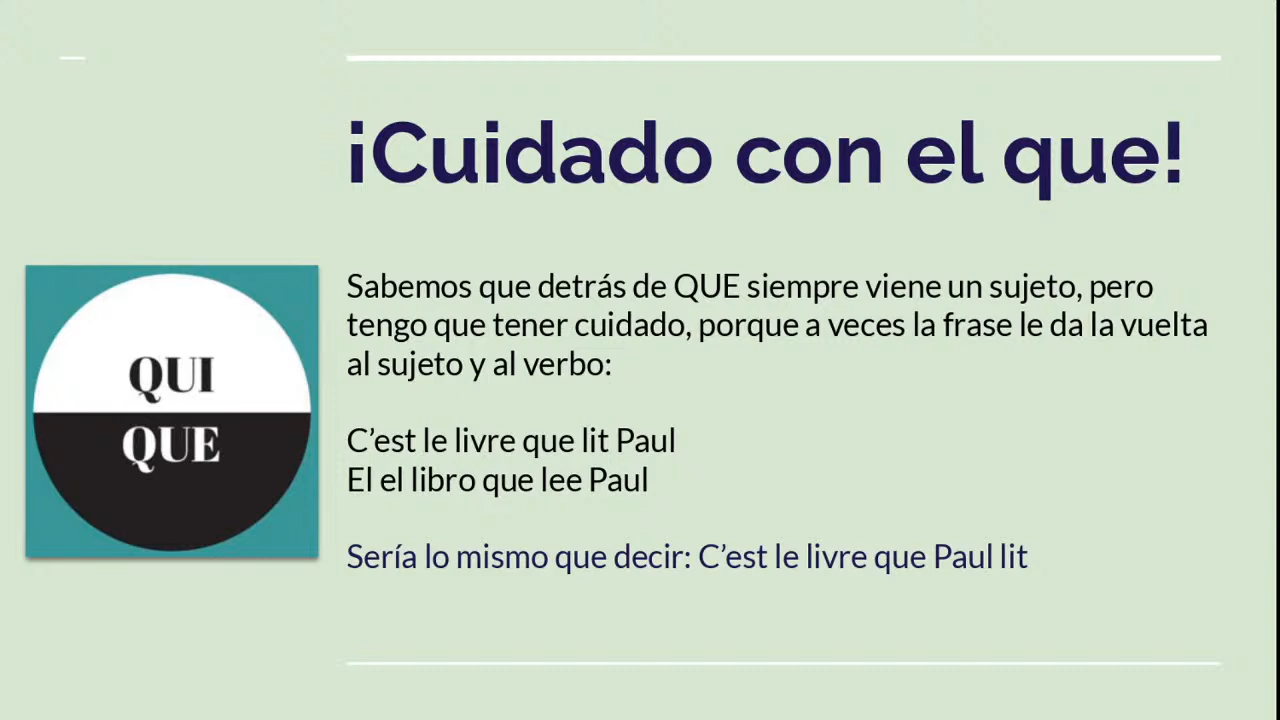 ¡Cuidado con el que!
QUI
QUE
Sabemos que detrás de QUE siempre viene un sujeto, pero
tengo que tener cuidado, porque a veces la frase le da la vuelta
al sujeto y al verbo:
C’est le livre que lit Paul
El el libro que lee Paul
Sería lo mismo que decir: C’est le livre que Paul lit